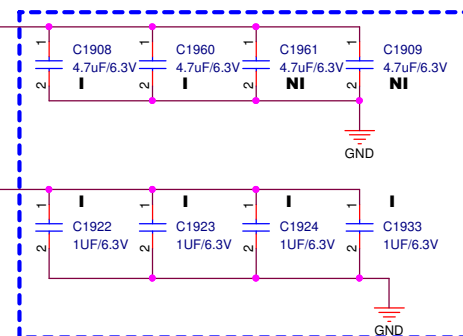 1 C1908 1 C1960 1 C1961 1 C1909
4.7uF/6.3V 4.7uF/6.3V 4.7uF/6.3V 4.7uF/6.3V
2 I 2 I 2 NI 2 NI
GND
1 I 1 I 1 I 1 I
C1922 C1923 C1924 C1933
2 1UF/6.3V 2 1UF/6.3V 2 1UF/6.3V 2 1UF/6.3V
GND